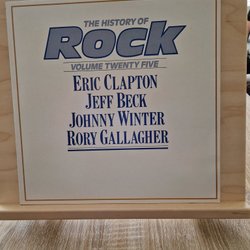 THE HISTORY OF
Rock
VOLUME TWENTY FIVE
ERIC CLAPTON
JEFF BECK
JOHNNY WINTER
RORY GALLAGHER